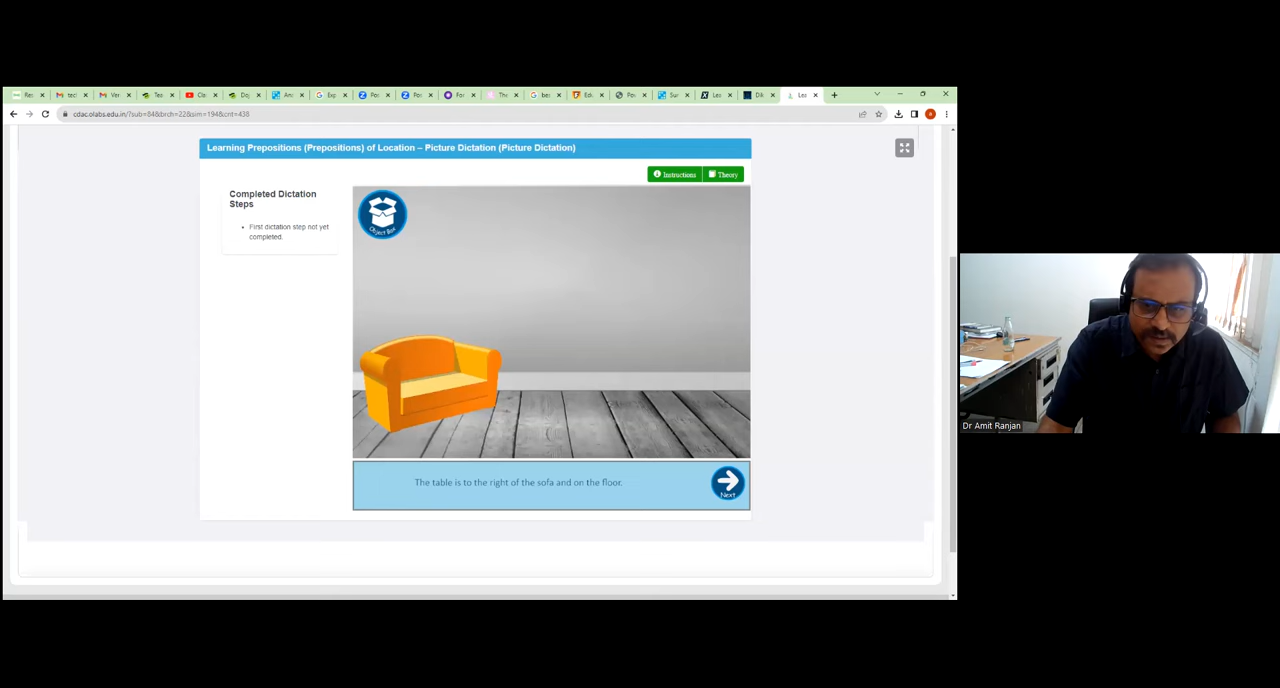 cdac.olabs.edu.in/?sub=84&brch=22&sim=194&cnt=438
Learning Prepositions (Prepositions) of Location – Picture Dictation (Picture Dictation)
Instructions
Theory
Completed Dictation
Steps
First dictation step not yet
completed.
Object Box
The table is to the right of the sofa and on the floor.
Next
Dr Amit Ranjan